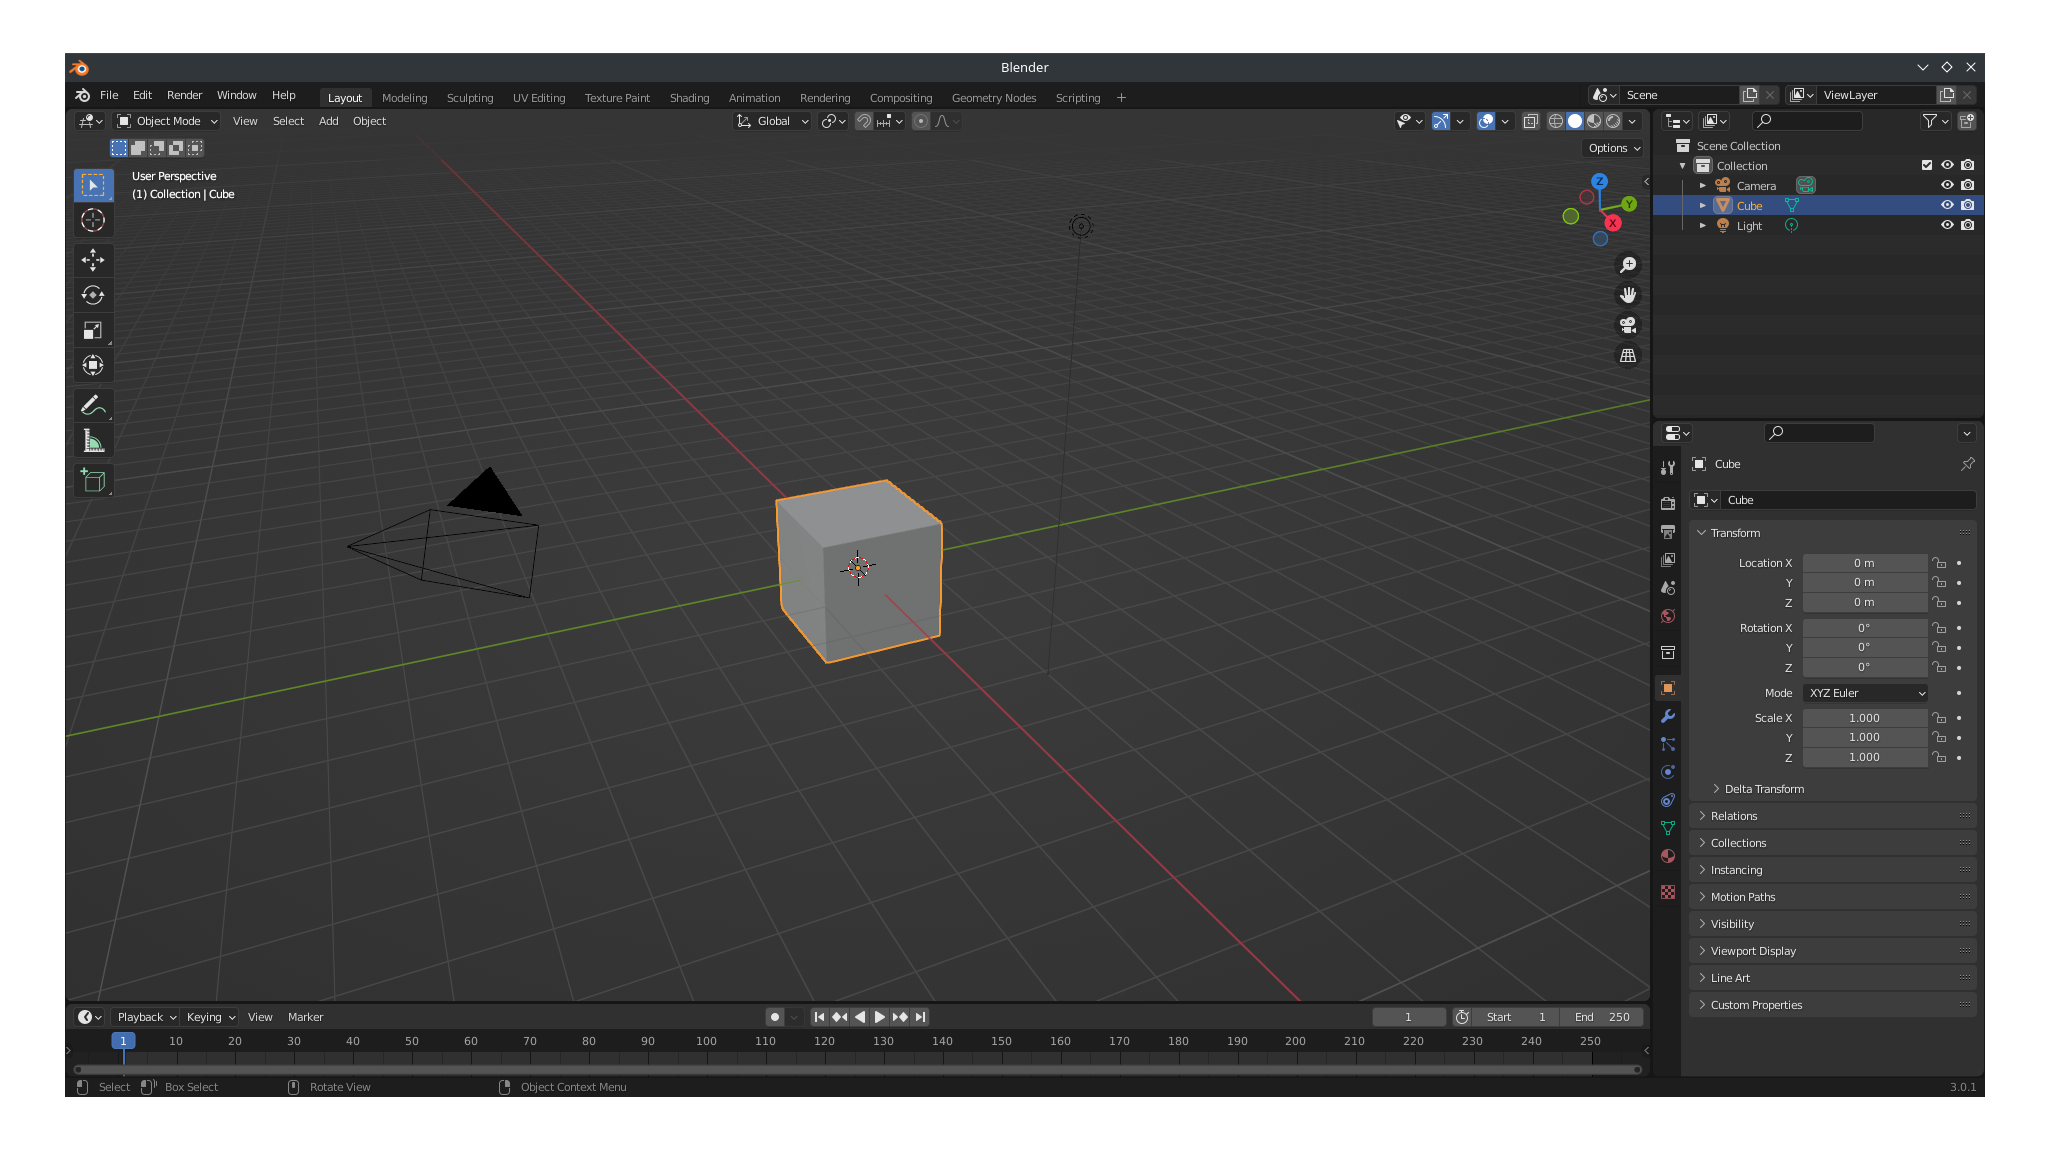 Blender
File Edit Render Window Help Layout Modeling Sculpting UV Editing Texture Paint Shading Animation Rendering Compositing Geometry Nodes Scripting + Scene ViewLayer
Object Mode View Select Add Object Global
Options
User Perspective
(1) Collection | Cube
Z
Y
X
Scene Collection
Collection
Camera
Cube
Light
Cube
Cube
Transform
Location X 0 m
Y 0 m
Z 0 m
Rotation X 0°
Y 0°
Z 0°
Mode XYZ Euler
Scale X 1.000
Y 1.000
Z 1.000
Delta Transform
Relations
Collections
Instancing
Motion Paths
Visibility
Viewport Display
Line Art
Custom Properties
Playback Keying View Marker 1 Start 1 End 250
1 10 20 30 40 50 60 70 80 90 100 110 120 130 140 150 160 170 180 190 200 210 220 230 240 250
Select Box Select Rotate View Object Context Menu 3.0.1